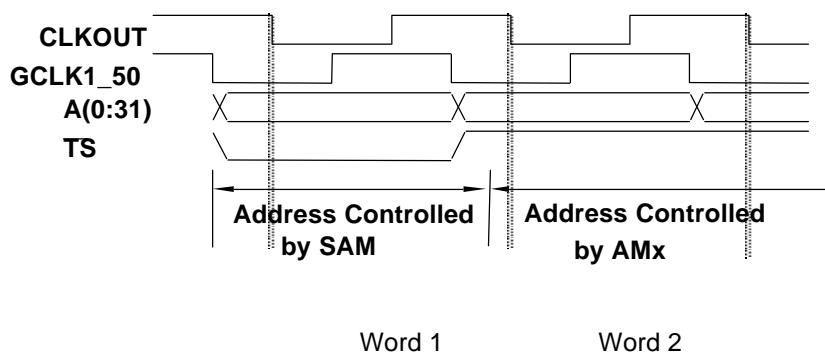 CLKOUT
GCLK1_50
A(0:31)
TS
Address Controlled
by SAM
Address Controlled
by AMx
Word 1
Word 2